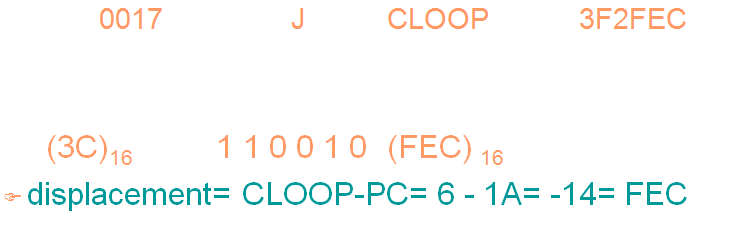 0017 J CLOOP 3F2FEC
(3C)16 1 1 0 0 1 0 (FEC) 16
☞ displacement= CLOOP-PC= 6 - 1A= -14= FEC